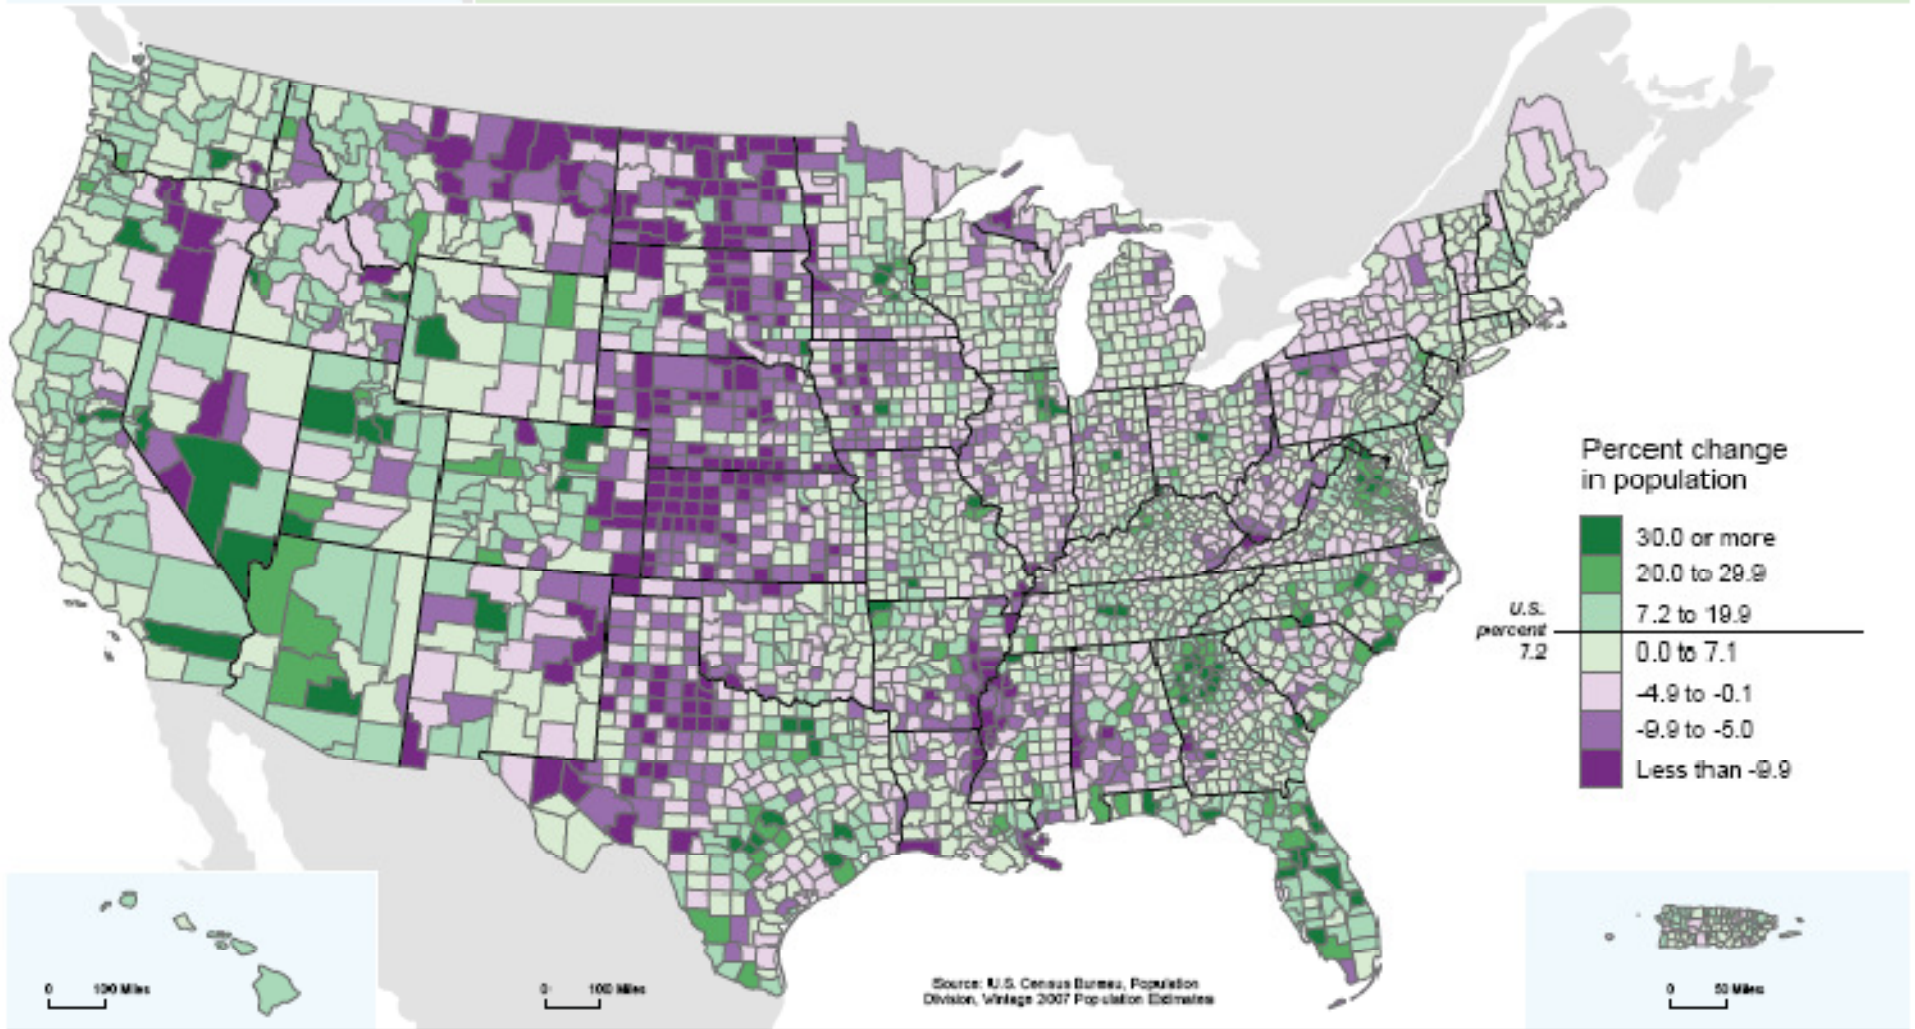 Percent change
in population
30.0 or more
20.0 to 29.9
7.2 to 19.9
U.S.
percent
7.2
0.0 to 7.1
-4.9 to -0.1
-9.9 to -5.0
Less than -9.9
0 100 Miles
0 100 Miles
Source: U.S. Census Bureau, Population
Division, Vintage 2007 Population Estimates
0 50 Miles